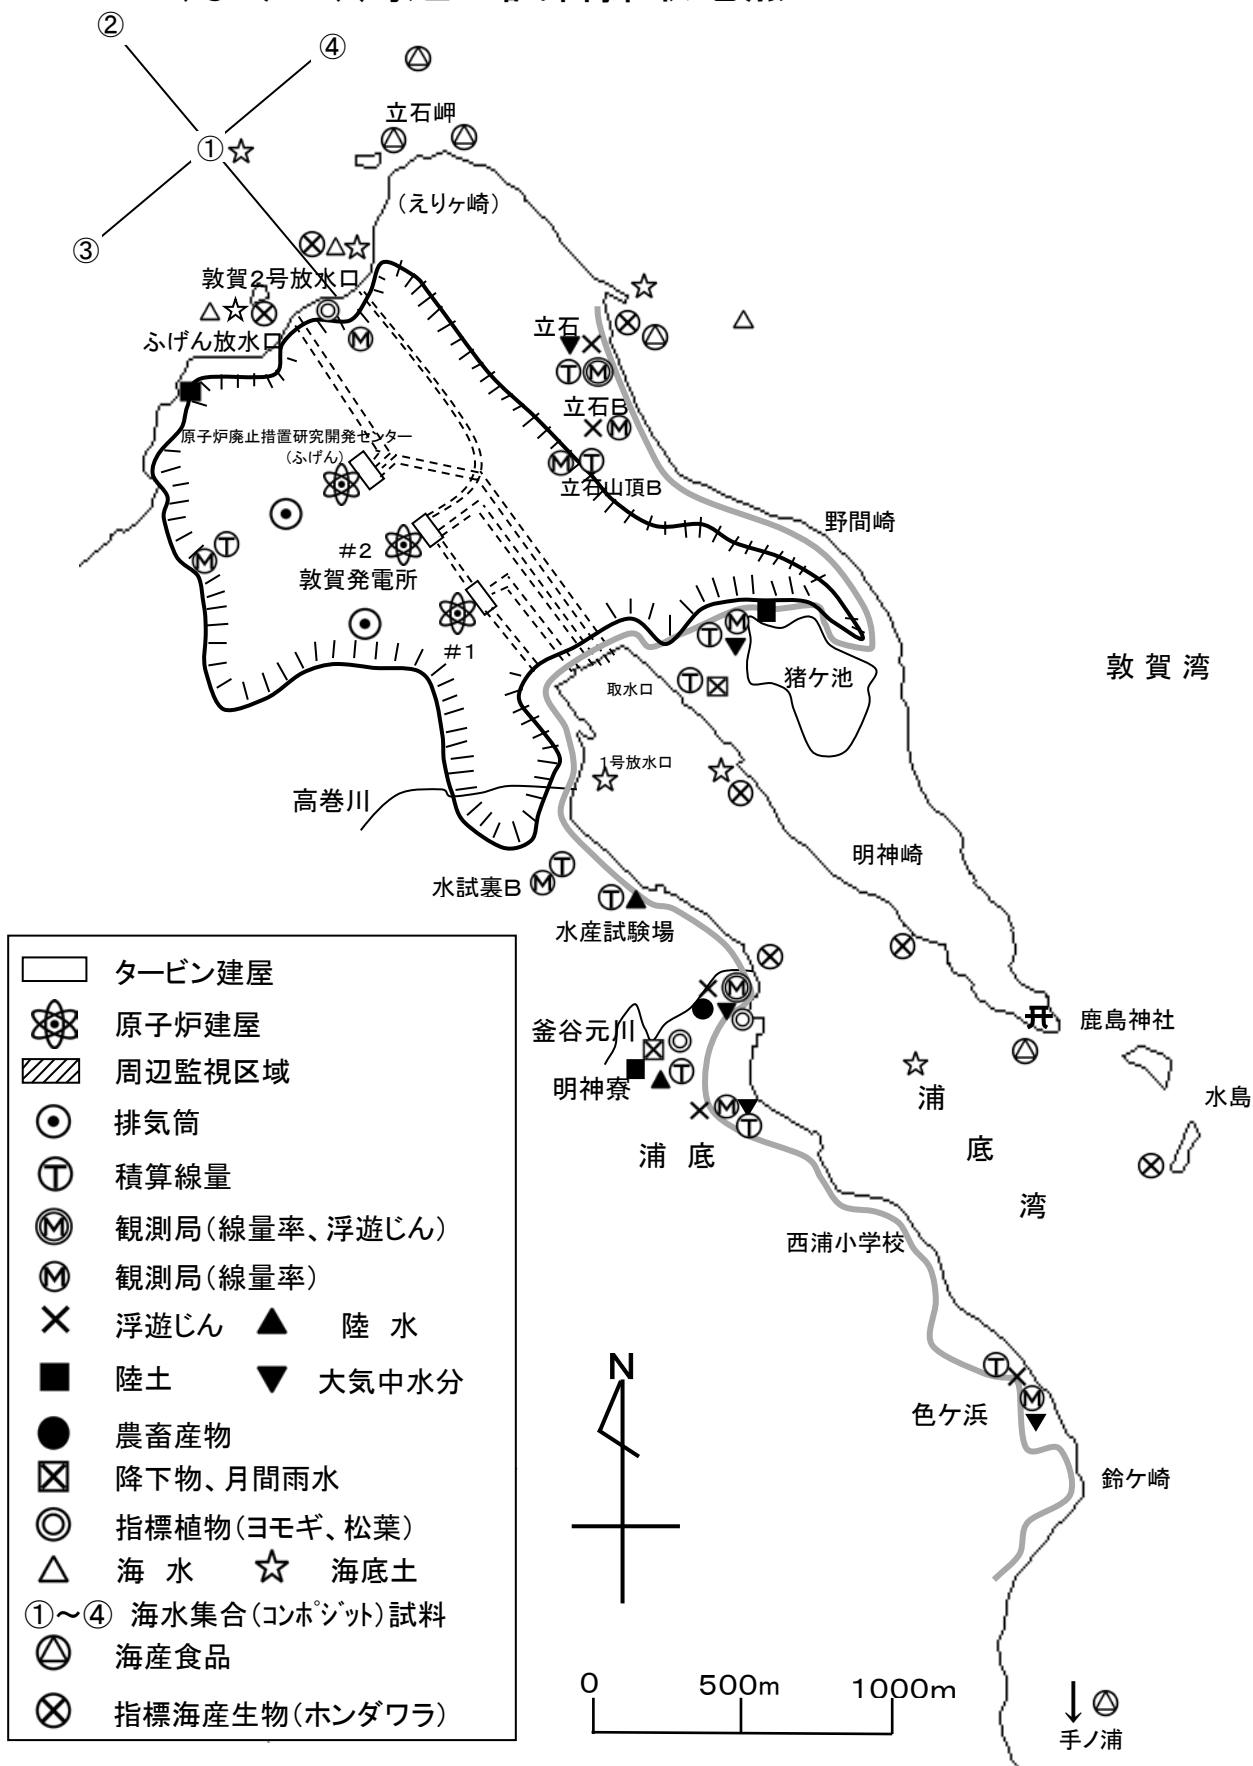 ②
④
立石岬
①
(えりヶ崎)
③
敦賀2号放水口
立石
ふげん放水口
T M
立石B
M
原子炉廃止措置研究開発センター
(ふげん)
M T
立石山頂B
野間崎
#2
敦賀発電所
M T
#1
T M
敦賀湾
猪ケ池
取水口
T
1号放水口
高巻川
明神崎
水試裏B
M T
T
水産試験場
M
鹿島神社
釜谷元川
明神寮
T
水島
M
T
浦底
浦
底
湾
西浦小学校
T
M
色ケ浜
鈴ケ崎
手ノ浦
N
0 500m 1000m
タービン建屋
原子炉建屋
周辺監視区域
排気筒
T 積算線量
M 観測局(線量率、浮遊じん)
M 観測局(線量率)
浮遊じん 陸 水
陸土 大気中水分
農畜産物
降下物、月間雨水
指標植物(ヨモギ、松葉)
海 水 海底土
①~④ 海水集合(コンポジット)試料
海産食品
指標海産生物(ホンダワラ)